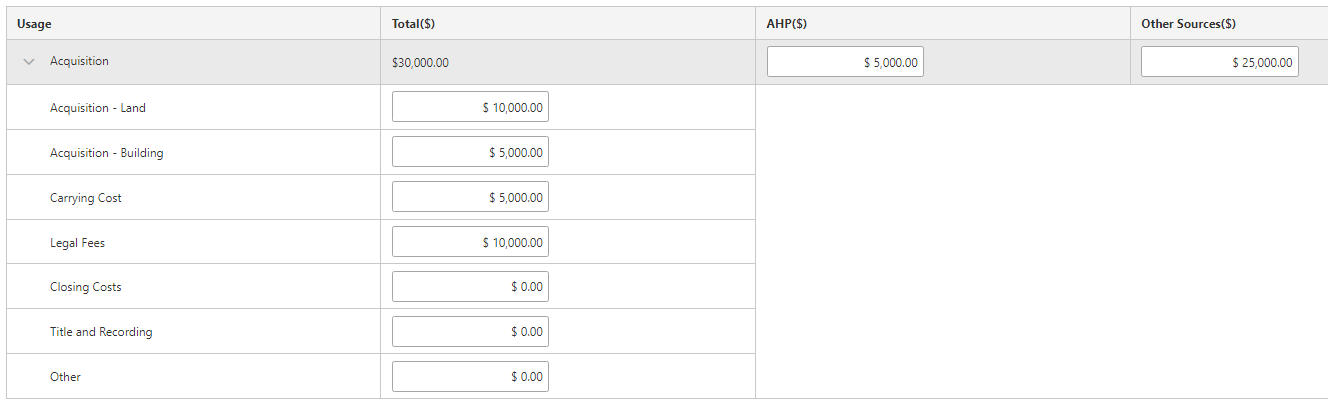 Usage Total($) AHP($) Other Sources($)
Acquisition $30,000.00 $ 5,000.00 $ 25,000.00
Acquisition - Land $ 10,000.00
Acquisition - Building $ 5,000.00
Carrying Cost $ 5,000.00
Legal Fees $ 10,000.00
Closing Costs $ 0.00
Title and Recording $ 0.00
Other $ 0.00